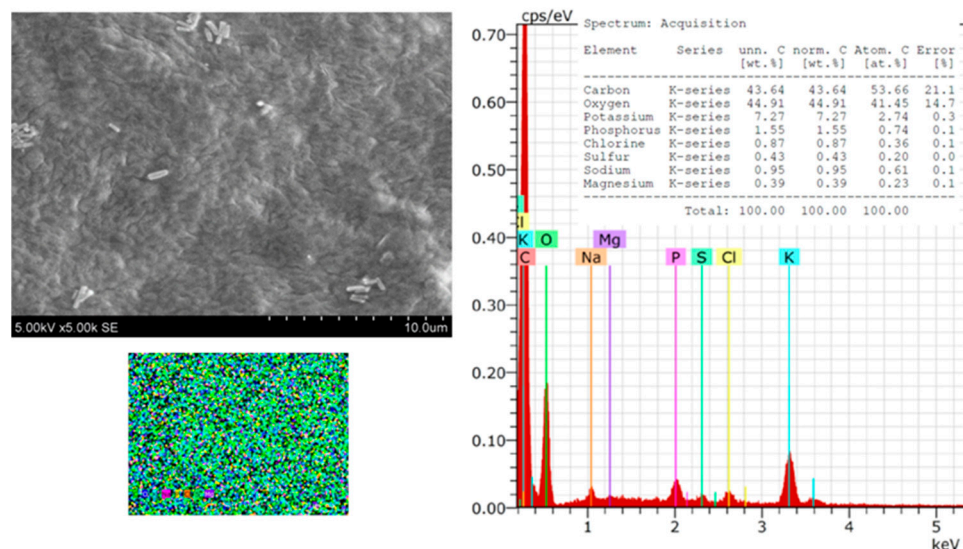 5.00kV x5.00k SE 10.0um
cps/eV
Spectrum: Acquisition
Element Series unn. C norm. C Atom. C Error
[wt.%] [wt.%] [at.%] [%]
Carbon K-series 43.64 43.64 53.66 21.1
Oxygen K-series 44.91 44.91 41.45 14.7
Potassium K-series 7.27 7.27 2.74 0.3
Phosphorus K-series 1.55 1.55 0.74 0.1
Chlorine K-series 0.87 0.87 0.36 0.1
Sulfur K-series 0.43 0.43 0.20 0.0
Sodium K-series 0.95 0.95 0.61 0.1
Magnesium K-series 0.39 0.39 0.23 0.1
Total: 100.00 100.00 100.00
0.70
0.60
0.50
0.40
0.30
0.20
0.10
0.00
K O Mg
C Na P S Cl K
1 2 3 4 5
keV